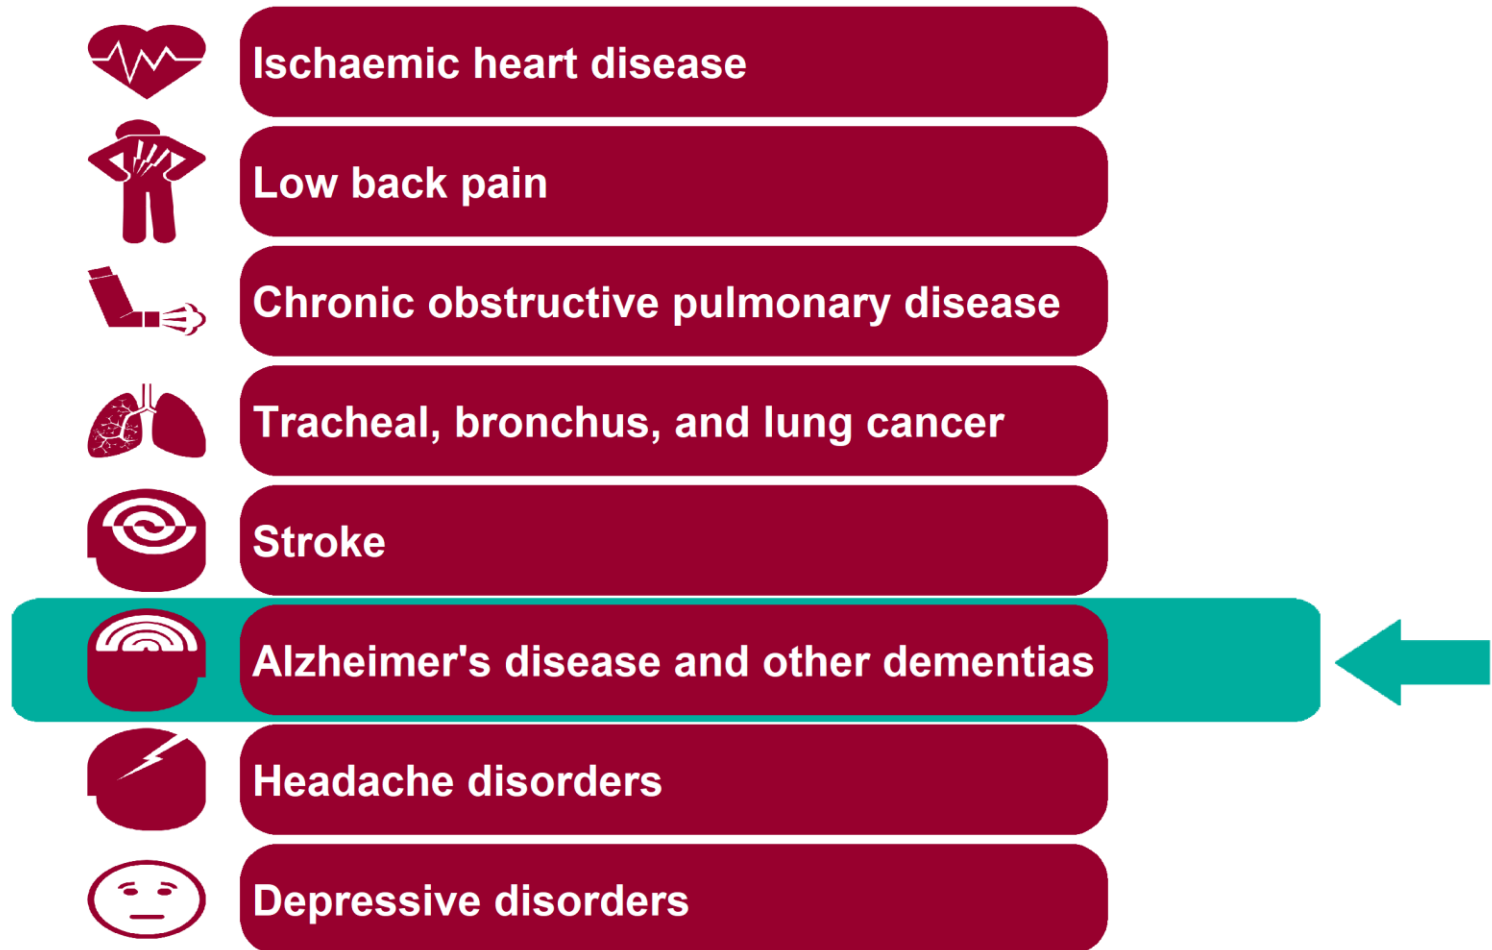 Ischaemic heart disease
Low back pain
Chronic obstructive pulmonary disease
Tracheal, bronchus, and lung cancer
Stroke
Alzheimer's disease and other dementias
Headache disorders
Depressive disorders